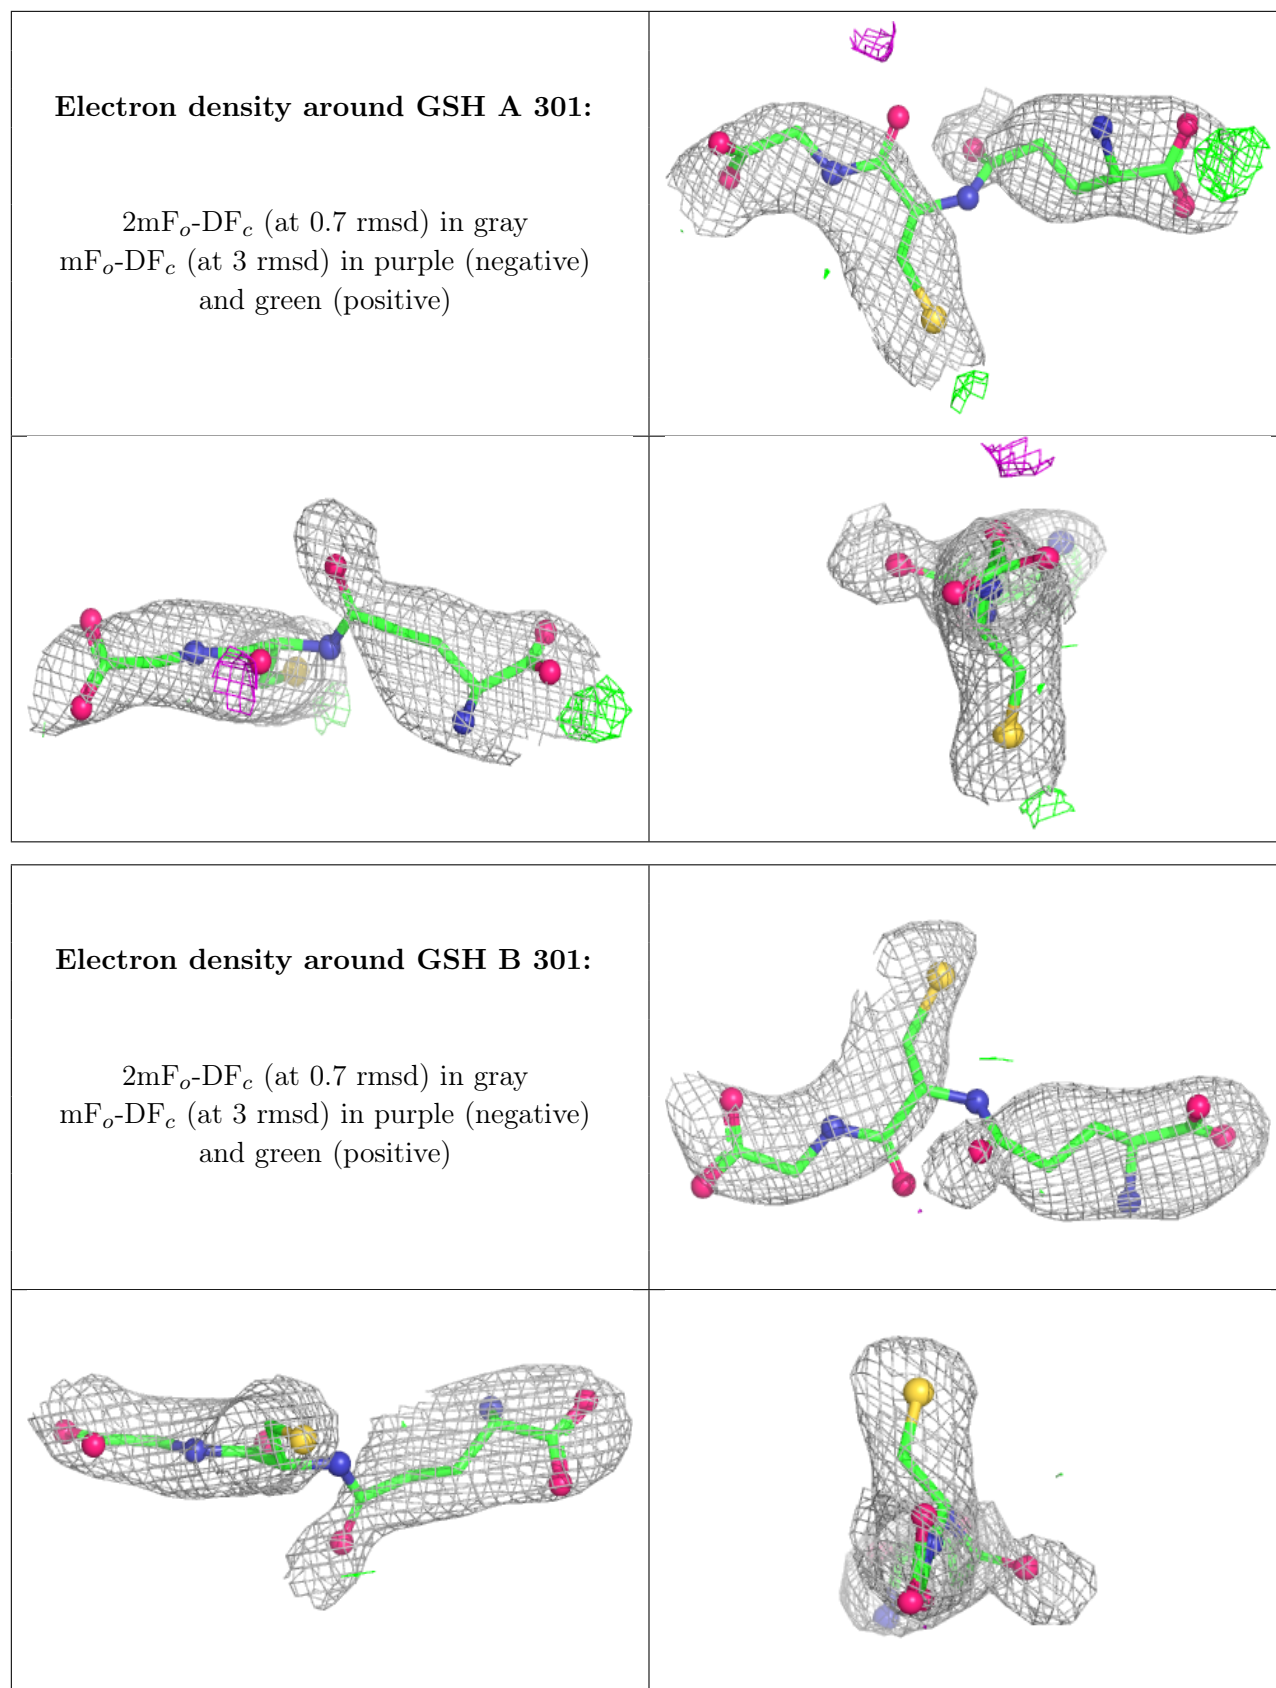 Electron density around GSH A 301:
2mFo-DFc (at 0.7 rmsd) in gray
mFo-DFc (at 3 rmsd) in purple (negative)
and green (positive)
Electron density around GSH B 301:
2mFo-DFc (at 0.7 rmsd) in gray
mFo-DFc (at 3 rmsd) in purple (negative)
and green (positive)